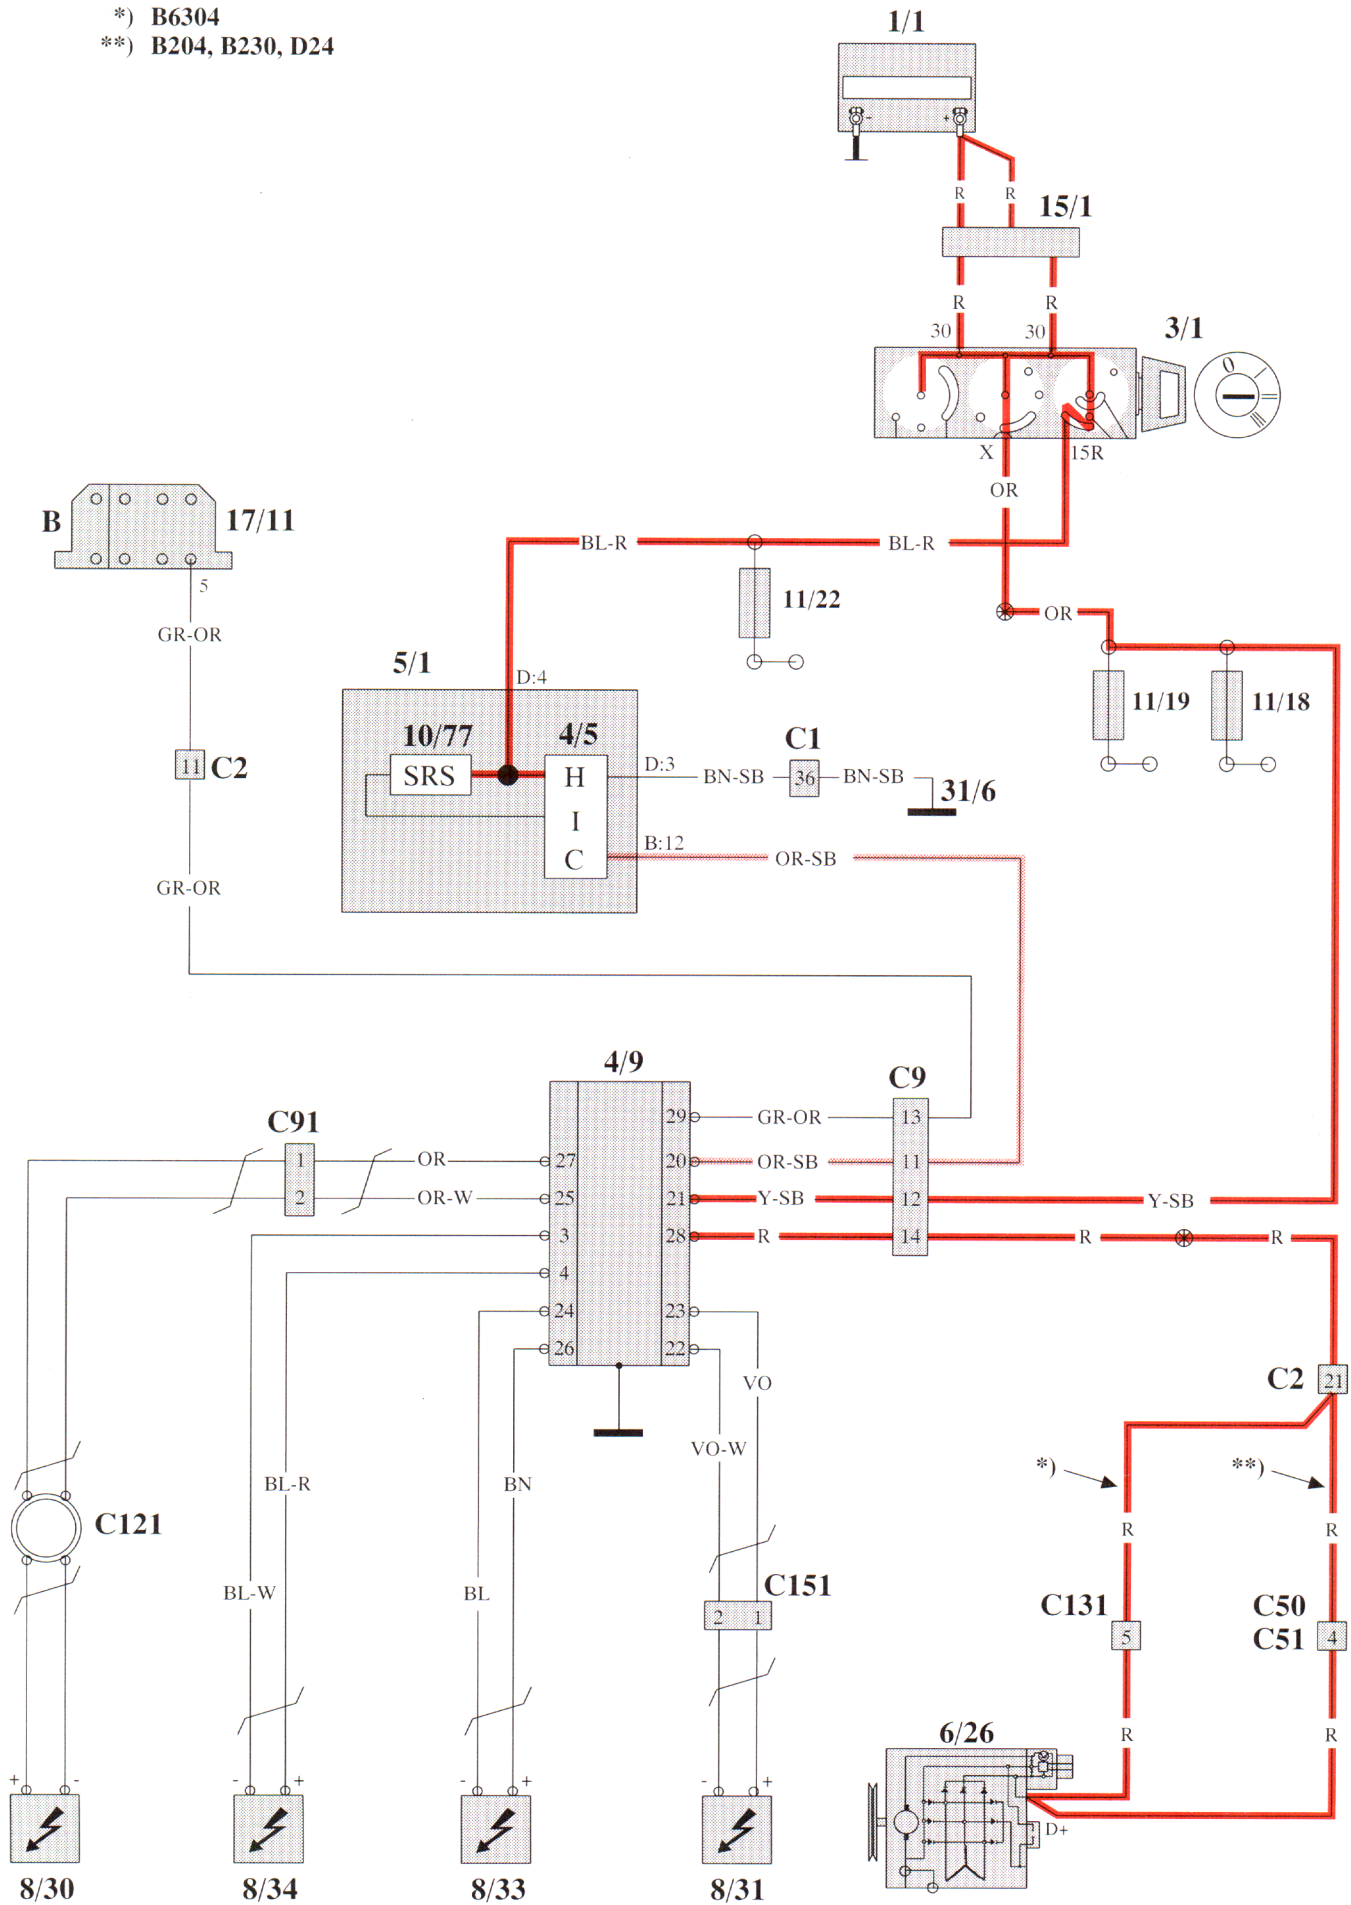 *) B6304
**) B204, B230, D24
1/1
- +
R R
15/1
R R
30 30
3/1
0 I II III
X 15R
OR
B 17/11
5
BL-R BL-R
11/22
OR
GR-OR
5/1
D:4
11/19 11/18
10/77 4/5
C1
SRS H
D:3
BN-SB 36 BN-SB
31/6
11 C2
I
C
B:12
OR-SB
GR-OR
4/9
C9
C91
29 GR-OR 13
1 OR 27
20 OR-SB 11
2 OR-W 25
21 Y-SB 12 Y-SB
3
28 R 14 R R
4
24 23
26 22
VO
C2 21
VO-W
*) **)
BL-R BN
C121
R R
BL-W BL
C151
2 1
C131 C50
C51
5 4
6/26
R R
+ - - + - + - +
D+
8/30 8/34 8/33 8/31